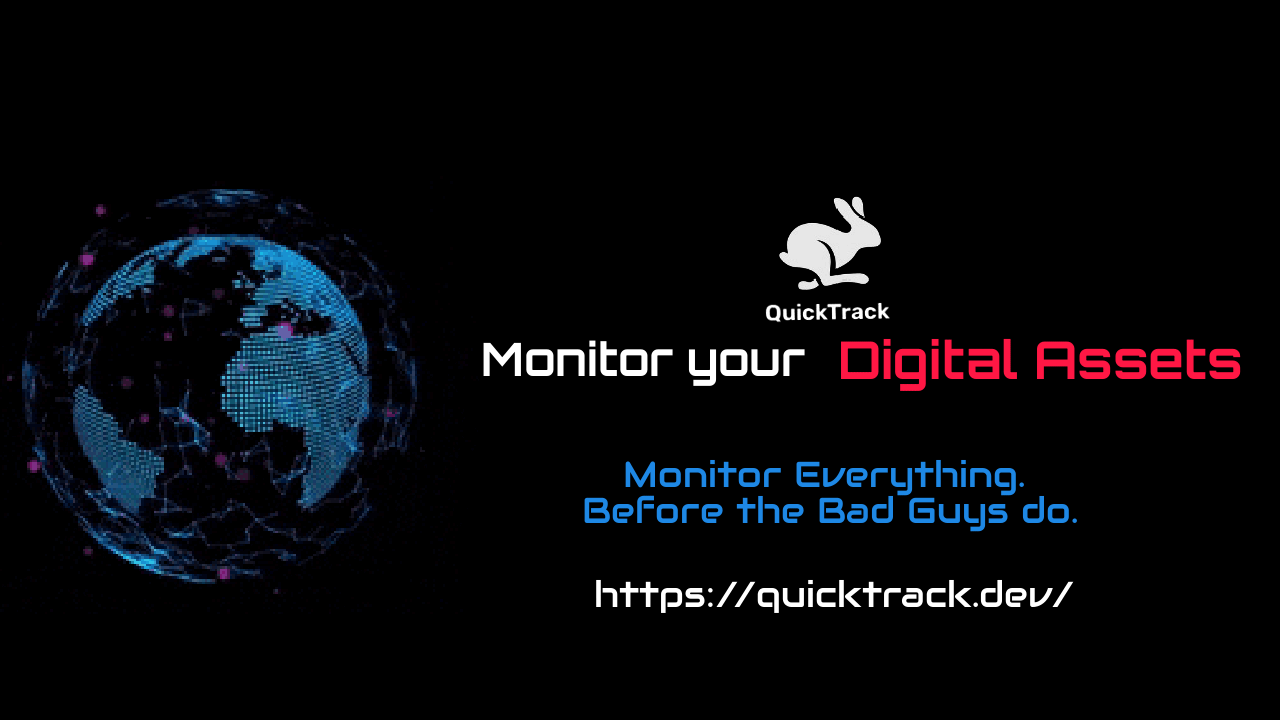 QuickTrack
Monitor your Digital Assets
Monitor Everything.
Before the Bad Guys do.
https://quicktrack.dev/